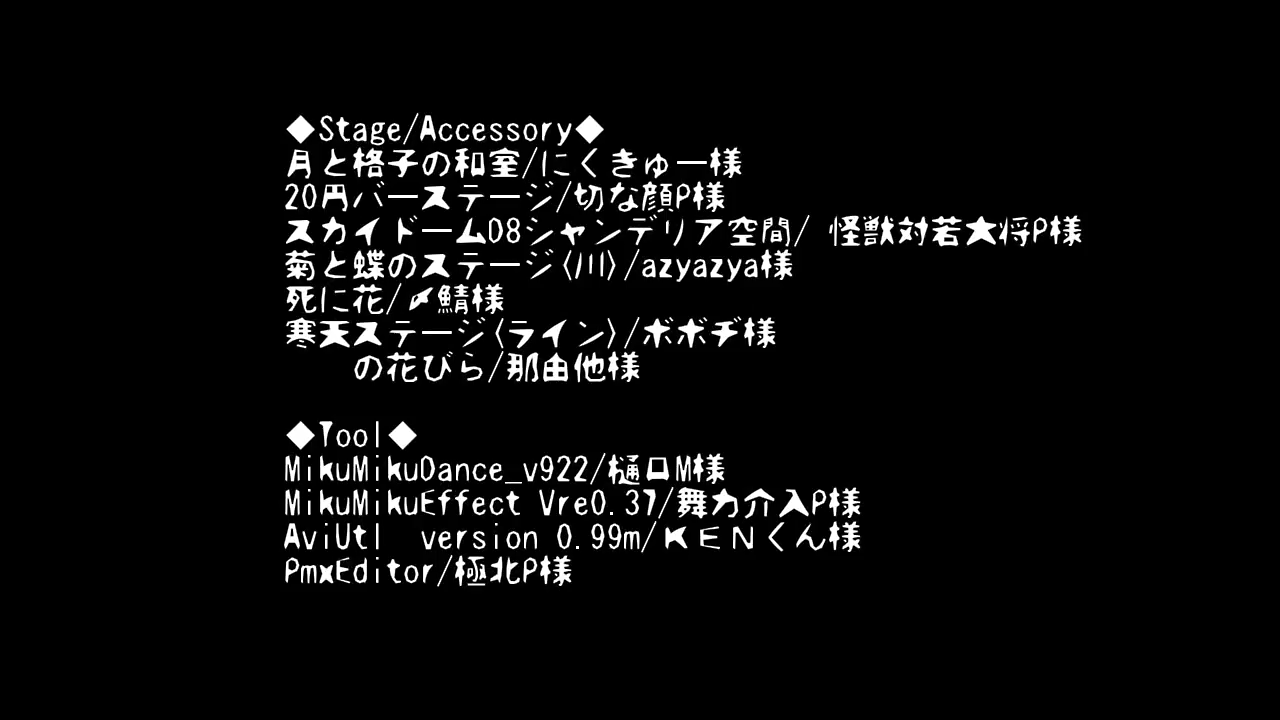 ◆Stage/Accessory◆
月と格子の和室/にくきゅー様
20円バーステージ/切な顔P様
スカイドーム08シャンデリア空間/ 怪獣対若大将P様
菊と蝶のステージ(川)/azyazya様
死に花/〆鯖様
寒天ステージ(ライン)/ボボヂ様
の花びら/那由他様
◆Tool◆
MikuMikuDance_v922/樋口M様
MikuMikuEffect Vre0.37/舞力介入P様
AviUtl　version 0.99m/ＫＥＮくん様
PmxEditor/極北P様